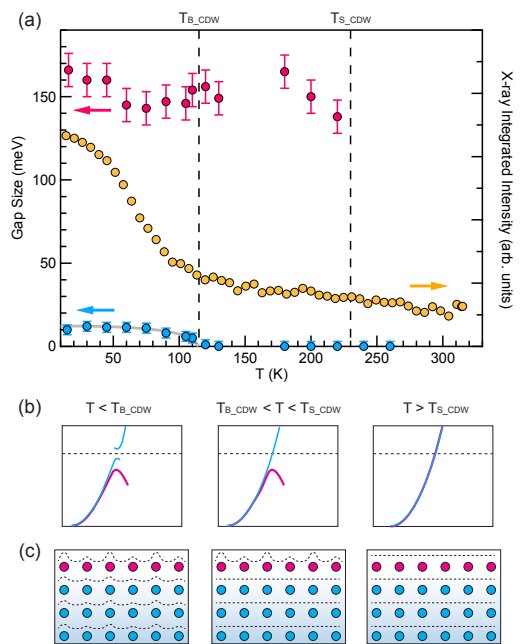 (a)
T_B_CDW
T_S_CDW
150
100
50
0
Gap Size (meV)
X-ray Integrated Intensity (arb. units)
50
100
150
200
250
300
T (K)
(b)
T < T_B_CDW
T_B_CDW < T < T_S_CDW
T > T_S_CDW
(c)